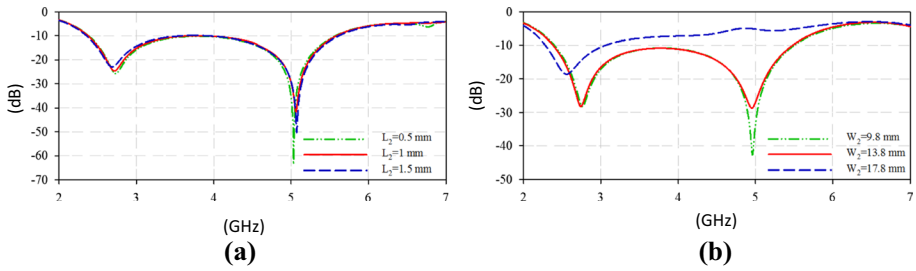 0
-10
-20
-30
-40
-50
-60
-70
(dB)
L2=0.5 mm
L2=1 mm
L2=1.5 mm
2 3 4 5 6 7
(GHz)
(a)
0
-10
-20
-30
-40
-50
(dB)
W2=9.8 mm
W2=13.8 mm
W2=17.8 mm
2 3 4 5 6 7
(GHz)
(b)